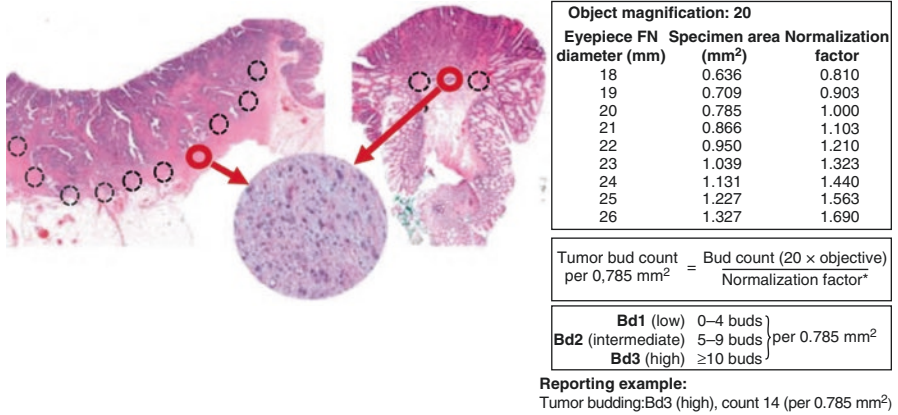 Object magnification: 20
Eyepiece FN Specimen area Normalization
diameter (mm) (mm²) factor
18 0.636 0.810
19 0.709 0.903
20 0.785 1.000
21 0.866 1.103
22 0.950 1.210
23 1.039 1.323
24 1.131 1.440
25 1.227 1.563
26 1.327 1.690
Tumor bud count per 0,785 mm² = Bud count (20 × objective)
Normalization factor*
Bd1 (low) 0–4 buds
Bd2 (intermediate) 5–9 buds per 0.785 mm²
Bd3 (high) ≥10 buds
Reporting example:
Tumor budding:Bd3 (high), count 14 (per 0.785 mm²)